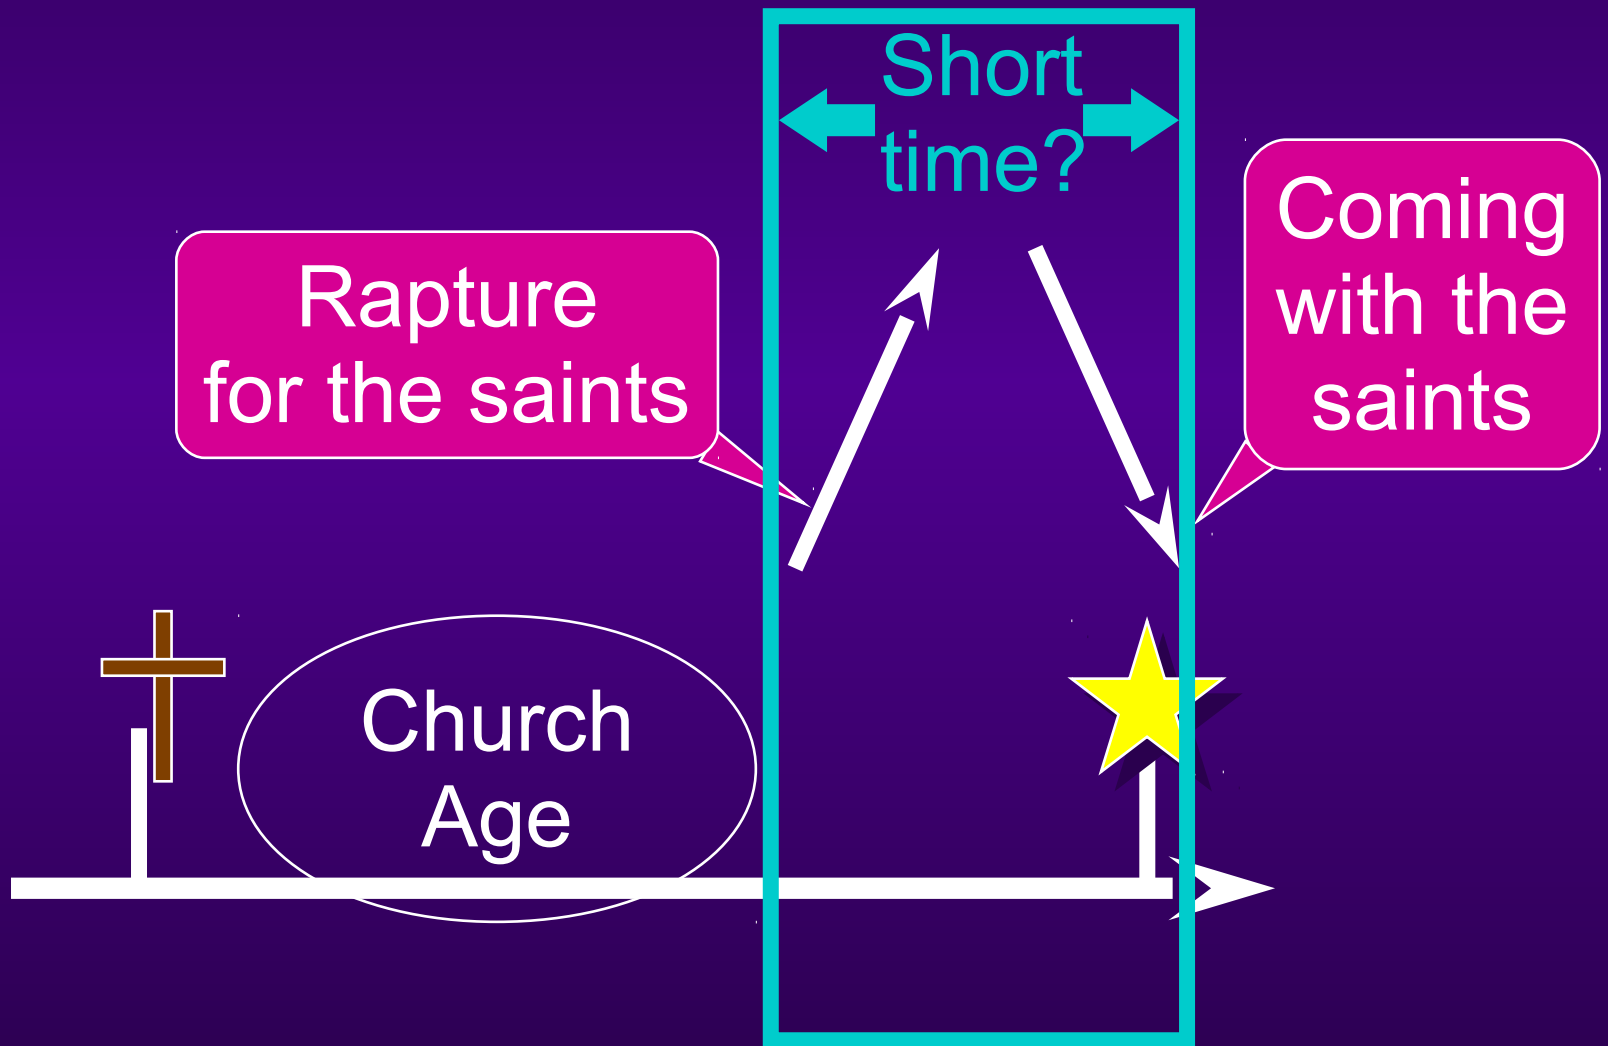 Short
time?
Rapture
for the saints
Coming
with the
saints
Church
Age